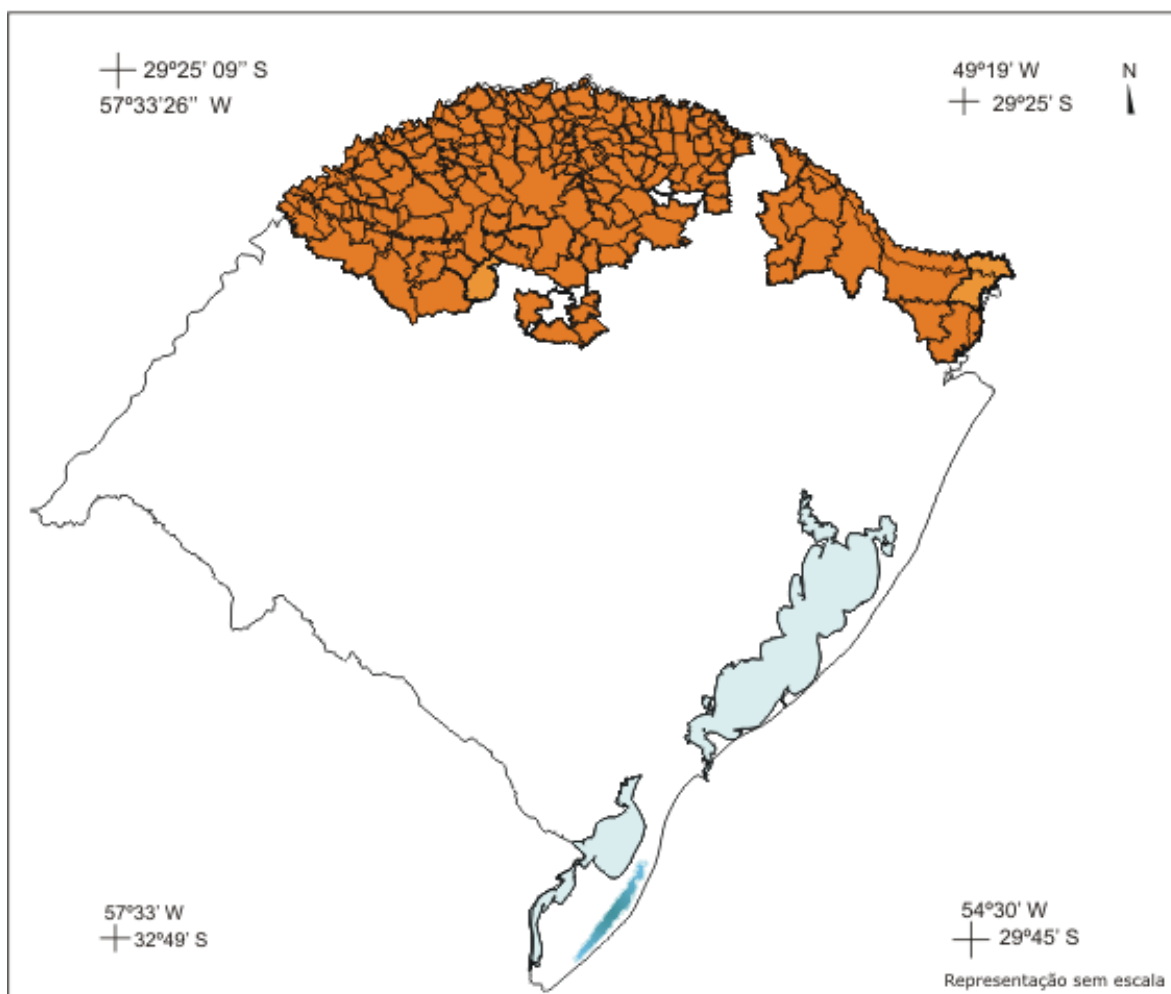 29º25' 09'' S
57º33'26'' W
49º19' W
29º25' S
N
57º33' W
32º49' S
54º30' W
29º45' S
Representação sem escala